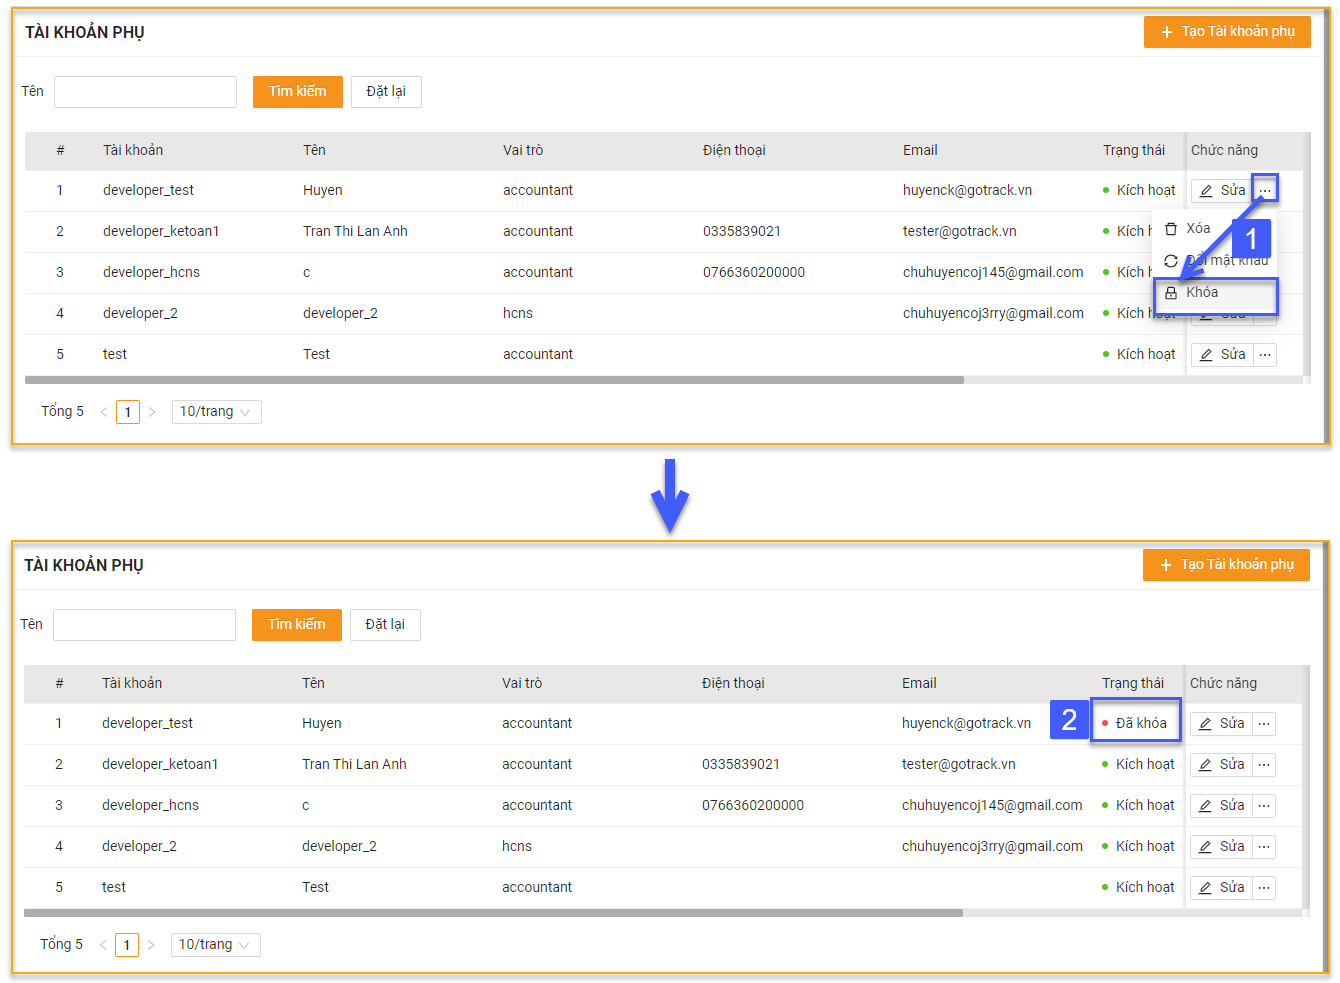 TÀI KHOẢN PHỤ
+ Tạo Tài khoản phụ
Tên
Tìm kiếm
Đặt lại
# Tài khoản Tên Vai trò Điện thoại Email Trạng thái Chức năng
1 developer_test Huyen accountant huyenck@gotrack.vn Kích hoạt Sửa ...
2 developer_ketoan1 Tran Thi Lan Anh accountant 0335839021 tester@gotrack.vn Kích h
Xóa
1
3 developer_hcns c accountant 0766360200000 chuhuyencoj145@gmail.com Kích h
Đổi mật khẩu
Khóa
4 developer_2 developer_2 hcns chuhuyencoj3rry@gmail.com Kích hoạt Sửa
5 test Test accountant Kích hoạt Sửa ...
Tổng 5 < 1 > 10/trang
TÀI KHOẢN PHỤ
+ Tạo Tài khoản phụ
Tên
Tìm kiếm
Đặt lại
# Tài khoản Tên Vai trò Điện thoại Email Trạng thái Chức năng
1 developer_test Huyen accountant huyenck@gotrack.vn 2 Đã khóa Sửa ...
2 developer_ketoan1 Tran Thi Lan Anh accountant 0335839021 tester@gotrack.vn Kích hoạt Sửa ...
3 developer_hcns c accountant 0766360200000 chuhuyencoj145@gmail.com Kích hoạt Sửa ...
4 developer_2 developer_2 hcns chuhuyencoj3rry@gmail.com Kích hoạt Sửa ...
5 test Test accountant Kích hoạt Sửa ...
Tổng 5 < 1 > 10/trang